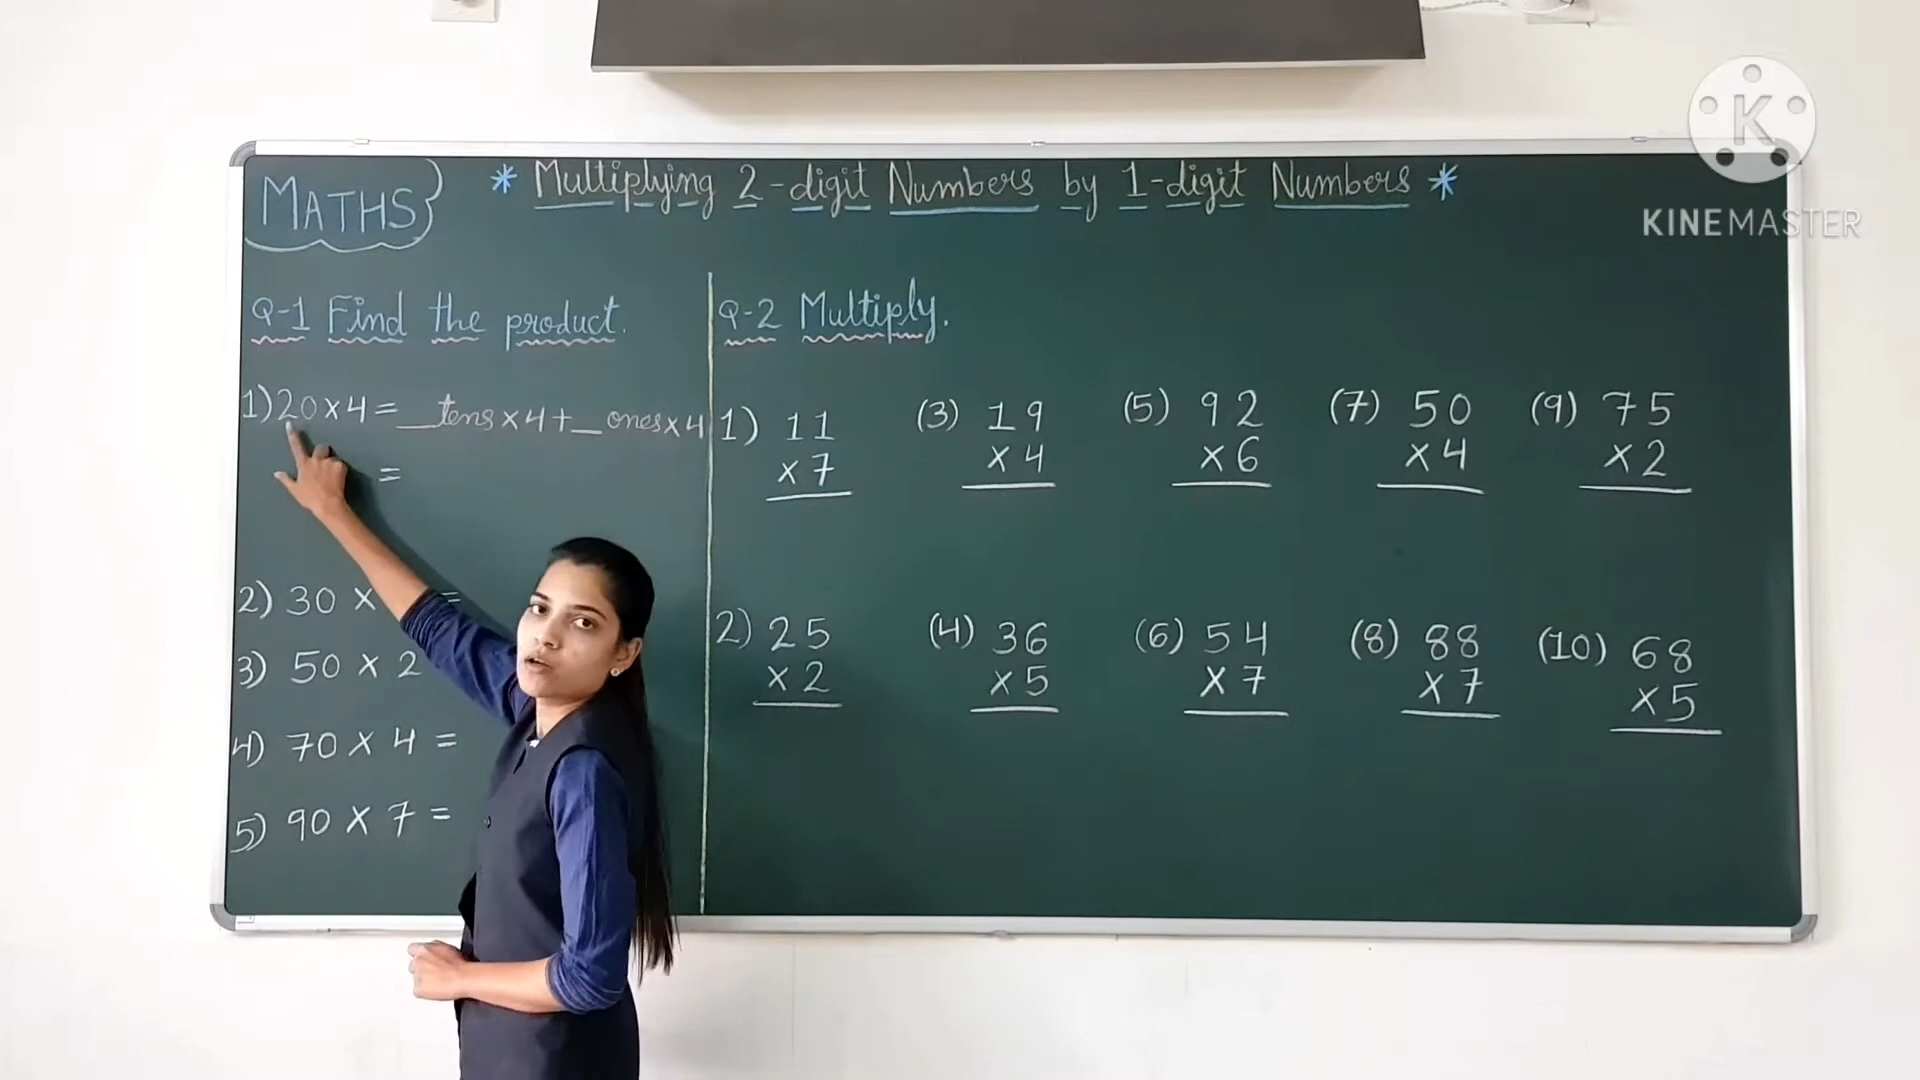 MATHS
* Multiplying 2-digit Numbers by 1-digit Numbers *
Q-1 Find the product.
1) 20 x 4 = __tens x 4 + __ ones x 4
=
2) 30 x =
3) 50 x 2
4) 70 x 4 =
5) 90 x 7 =
Q-2 Multiply.
1) 11
x 7
(3) 19
x 4
(5) 92
x 6
(7) 50
x 4
(9) 75
x 2
2) 25
x 2
(4) 36
x 5
(6) 54
x 7
(8) 88
x 7
(10) 68
x 5
K
KINEMASTER